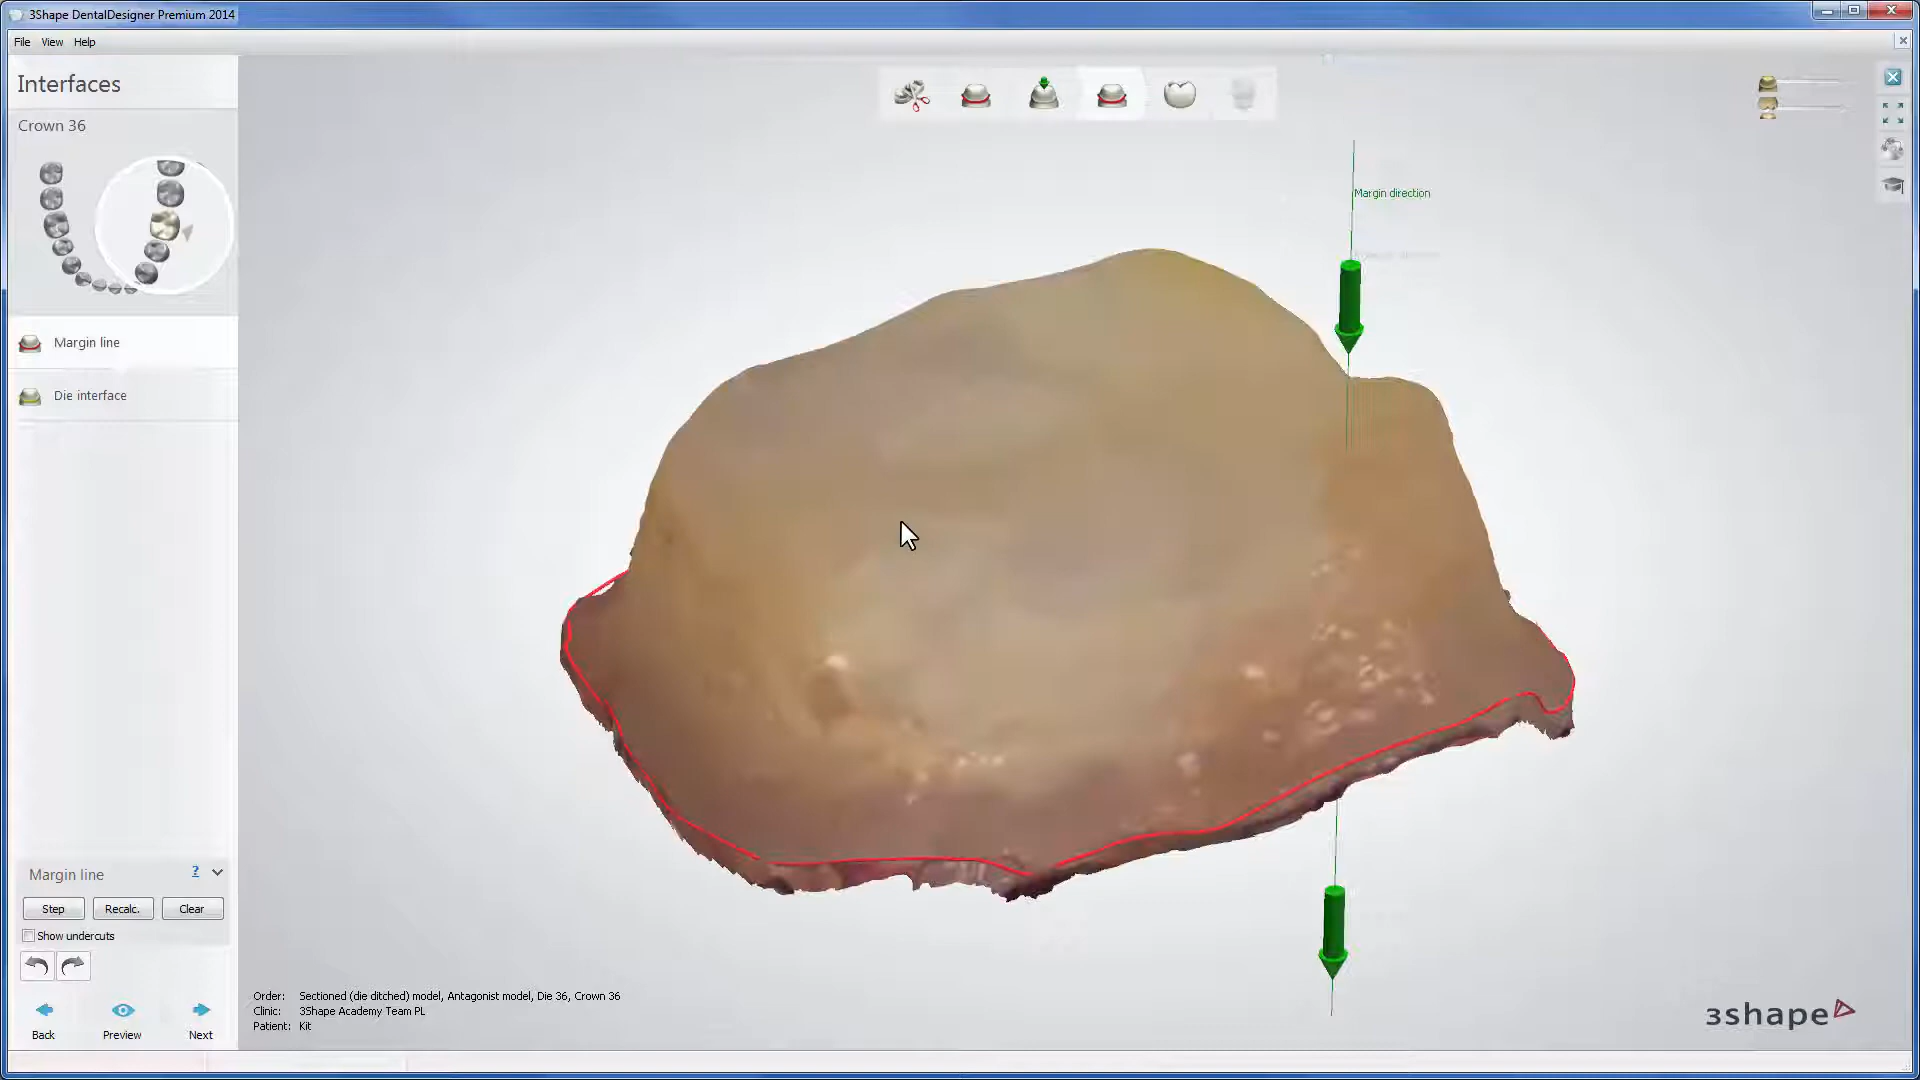 3Shape DentalDesigner Premium 2014
File View Help
Interfaces
Crown 36
Margin direction
Margin line
Die interface
Margin line ?
Step Recalc. Clear
Show undercuts
Back Preview Next
Order: Sectioned (die ditched) model, Antagonist model, Die 36, Crown 36
Clinic: 3Shape Academy Team PL
Patient: Kit
3shape